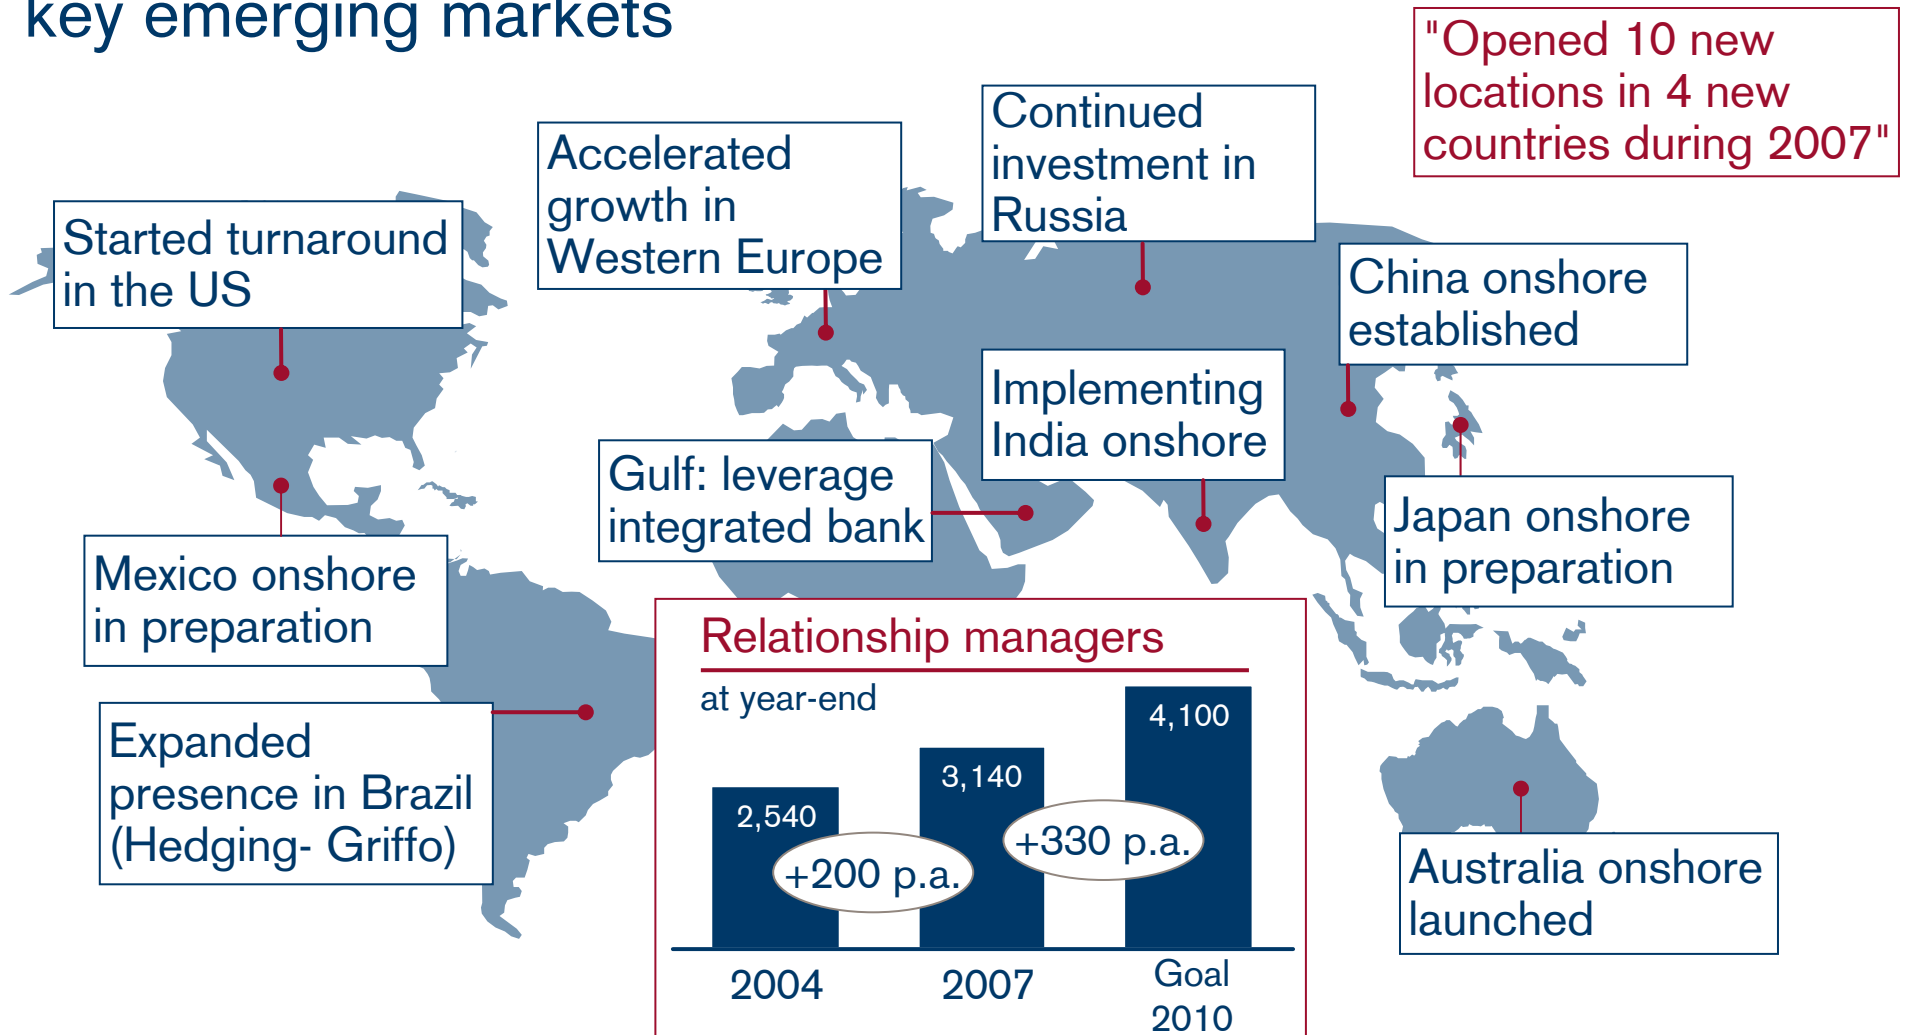 key emerging markets
"Opened 10 new
locations in 4 new
countries during 2007"
Continued
investment in
Russia
Accelerated
growth in
Western Europe
Started turnaround
in the US
China onshore
established
Implementing
India onshore
Gulf: leverage
integrated bank
Japan onshore
in preparation
Mexico onshore
in preparation
Expanded
presence in Brazil
(Hedging- Griffo)
Relationship managers
at year-end
4,100
3,140
2,540
+330 p.a.
+200 p.a.
2004
2007
Goal
2010
Australia onshore
launched